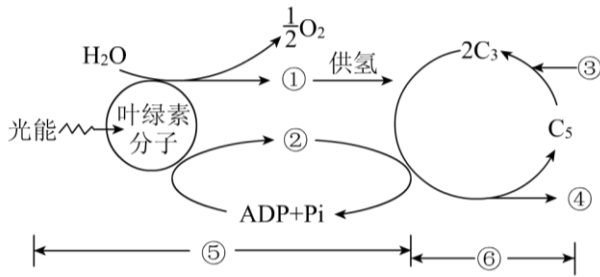 ½O₂
H₂O
① 供氢
2C₃
③
叶绿素
分子
光能
②
C₅
④
ADP+Pi
⑤
⑥